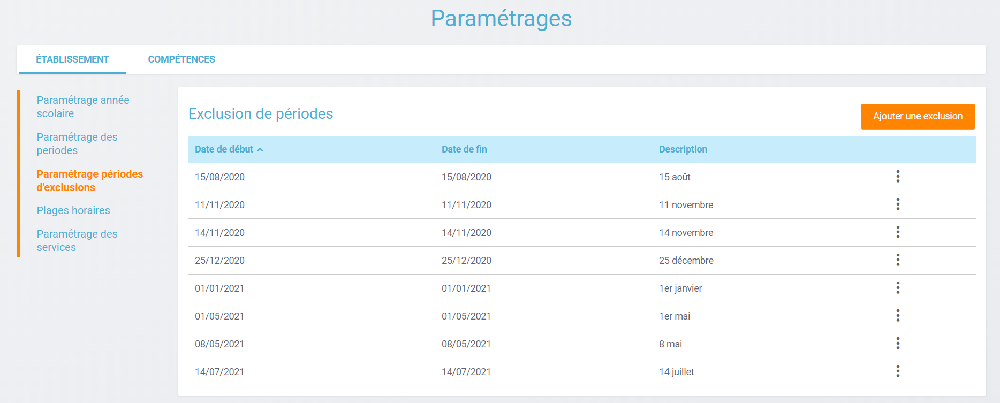 Paramétrages
ÉTABLISSEMENT COMPÉTENCES
Paramétrage année
scolaire
Paramétrage des
periodes
Paramétrage périodes
d'exclusions
Plages horaires
Paramétrage des
services
Exclusion de périodes
Ajouter une exclusion
Date de début Date de fin Description
15/08/2020 15/08/2020 15 août
11/11/2020 11/11/2020 11 novembre
14/11/2020 14/11/2020 14 novembre
25/12/2020 25/12/2020 25 décembre
01/01/2021 01/01/2021 1er janvier
01/05/2021 01/05/2021 1er mai
08/05/2021 08/05/2021 8 mai
14/07/2021 14/07/2021 14 juillet